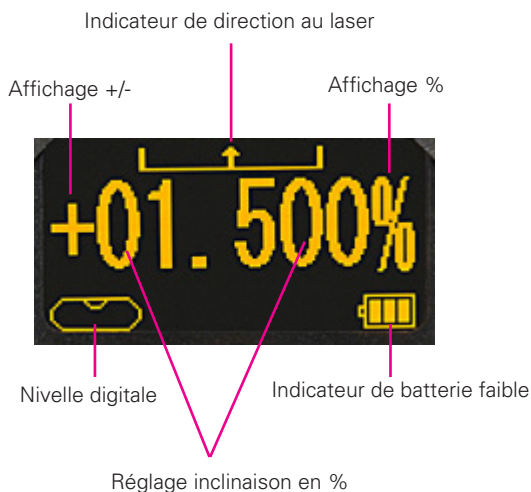 Indicateur de direction au laser
Affichage +/-
Affichage %
+01.500%
Nivelle digitale
Indicateur de batterie faible
Réglage inclinaison en %